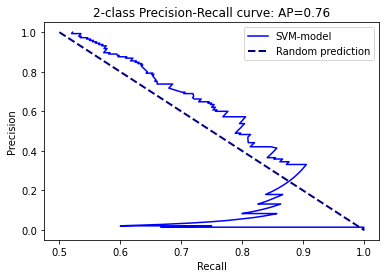 2-class Precision-Recall curve: AP=0.76
SVM-model
Random prediction
Precision
1.0
0.8
0.6
0.4
0.2
0.0
0.5
0.6
0.7
0.8
0.9
1.0
Recall